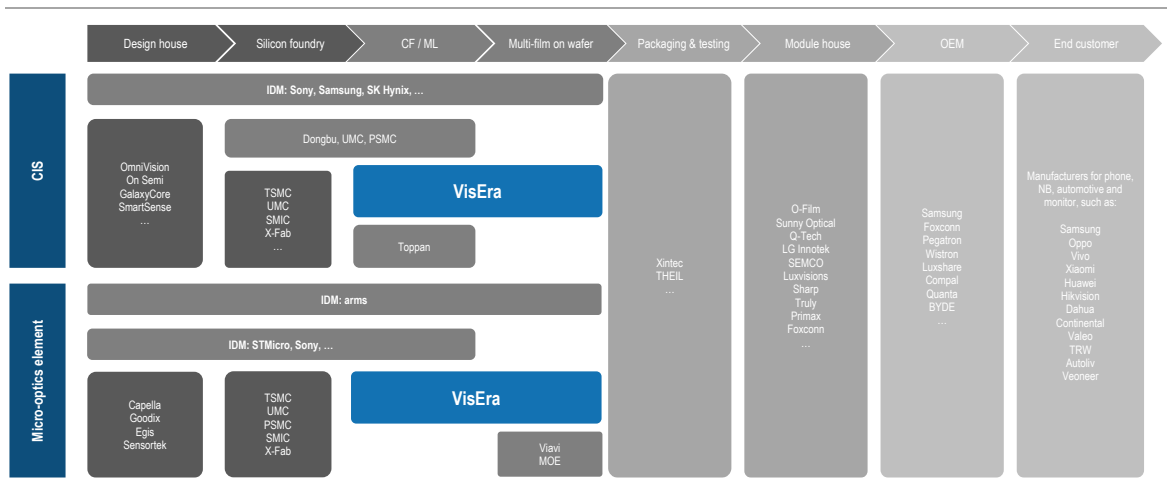 Design house
Silicon foundry
CF / ML
Multi-film on wafer
Packaging & testing
Module house
OEM
End customer
CIS
IDM: Sony, Samsung, SK Hynix, …
OmniVision
On Semi
GalaxyCore
SmartSense
…
Dongbu, UMC, PSMC
TSMC
UMC
SMIC
X-Fab
…
VisEra
Toppan
Micro-optics element
IDM: arms
IDM: STMicro, Sony, …
Capella
Goodix
Egis
Sensortek
TSMC
UMC
PSMC
SMIC
X-Fab
VisEra
Viavi
MOE
Xintec
THEIL
…
O-Film
Sunny Optical
Q-Tech
LG Innotek
SEMCO
Luxvisions
Sharp
Truly
Primax
Foxconn
…
Samsung
Foxconn
Pegatron
Wistron
Luxshare
Compal
Quanta
BYDE
…
Manufacturers for phone,
NB, automotive and
monitor, such as:
Samsung
Oppo
Vivo
Xiaomi
Huawei
Hikvision
Dahua
Continental
Valeo
TRW
Autoliv
Veoneer